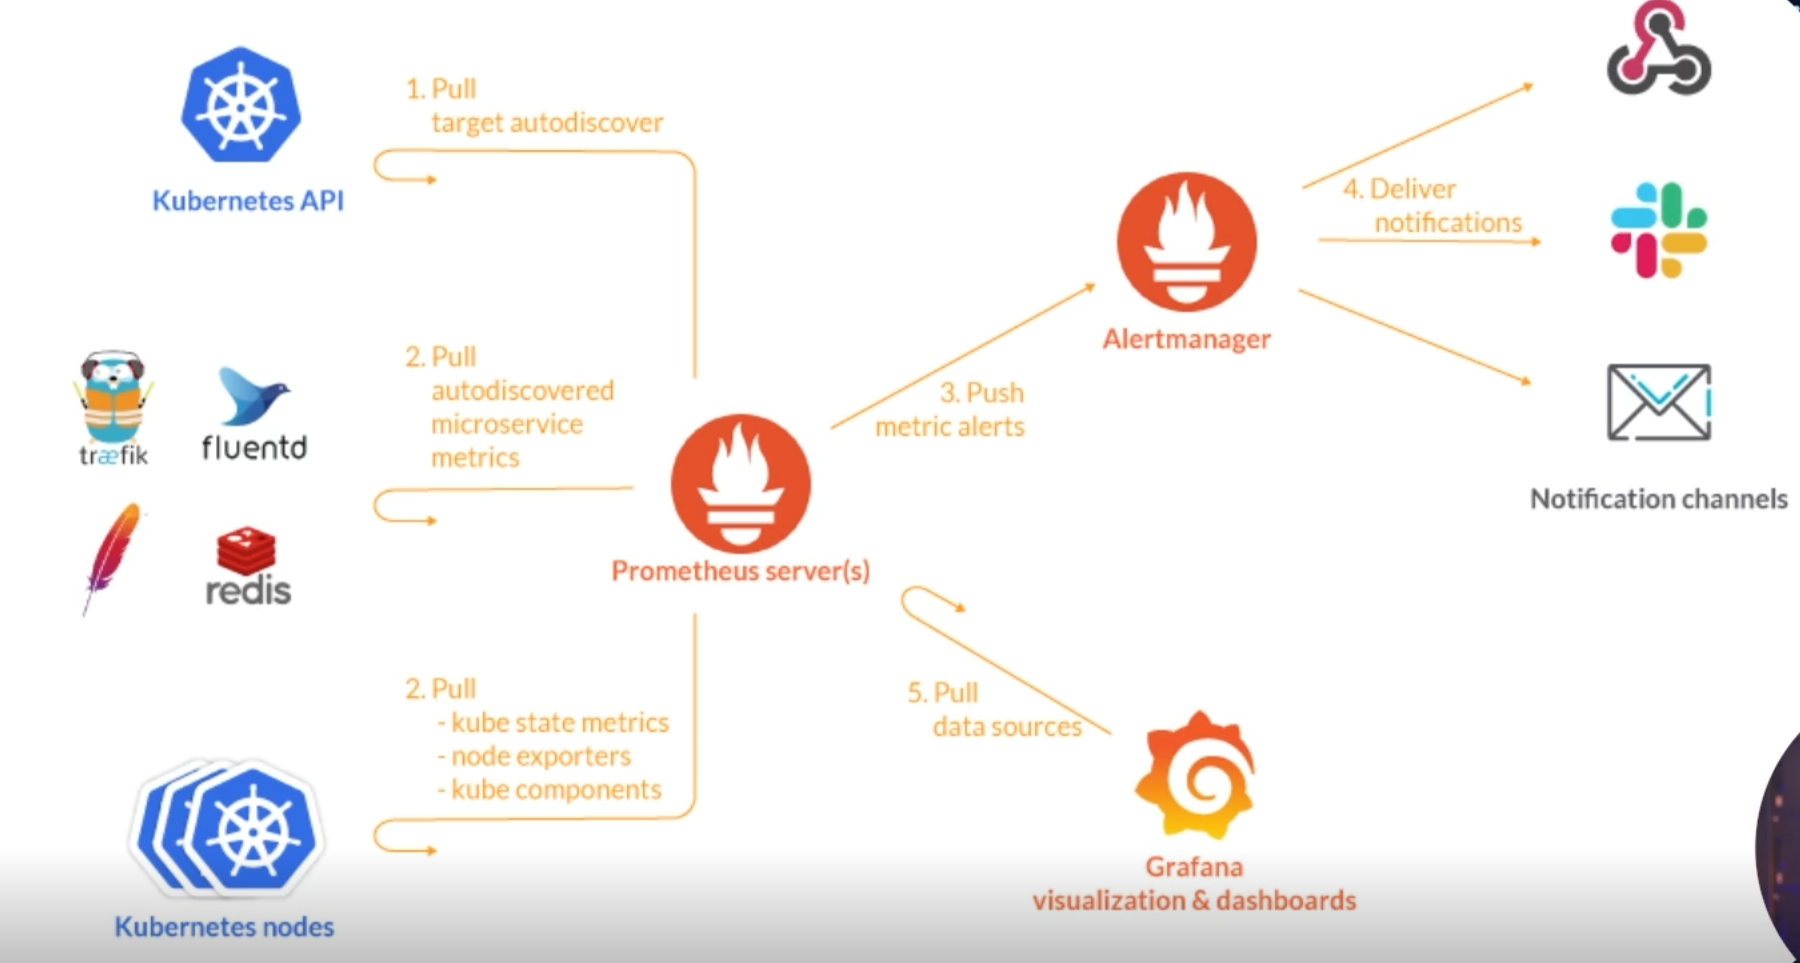 1. Pull
target autodiscover
Kubernetes API
4. Deliver
notifications
Alertmanager
2. Pull
autodiscovered
microservice
metrics
træfik
fluentd
redis
3. Push
metric alerts
Notification channels
Prometheus server(s)
2. Pull
- kube state metrics
- node exporters
- kube components
5. Pull
data sources
Kubernetes nodes
Grafana
visualization & dashboards